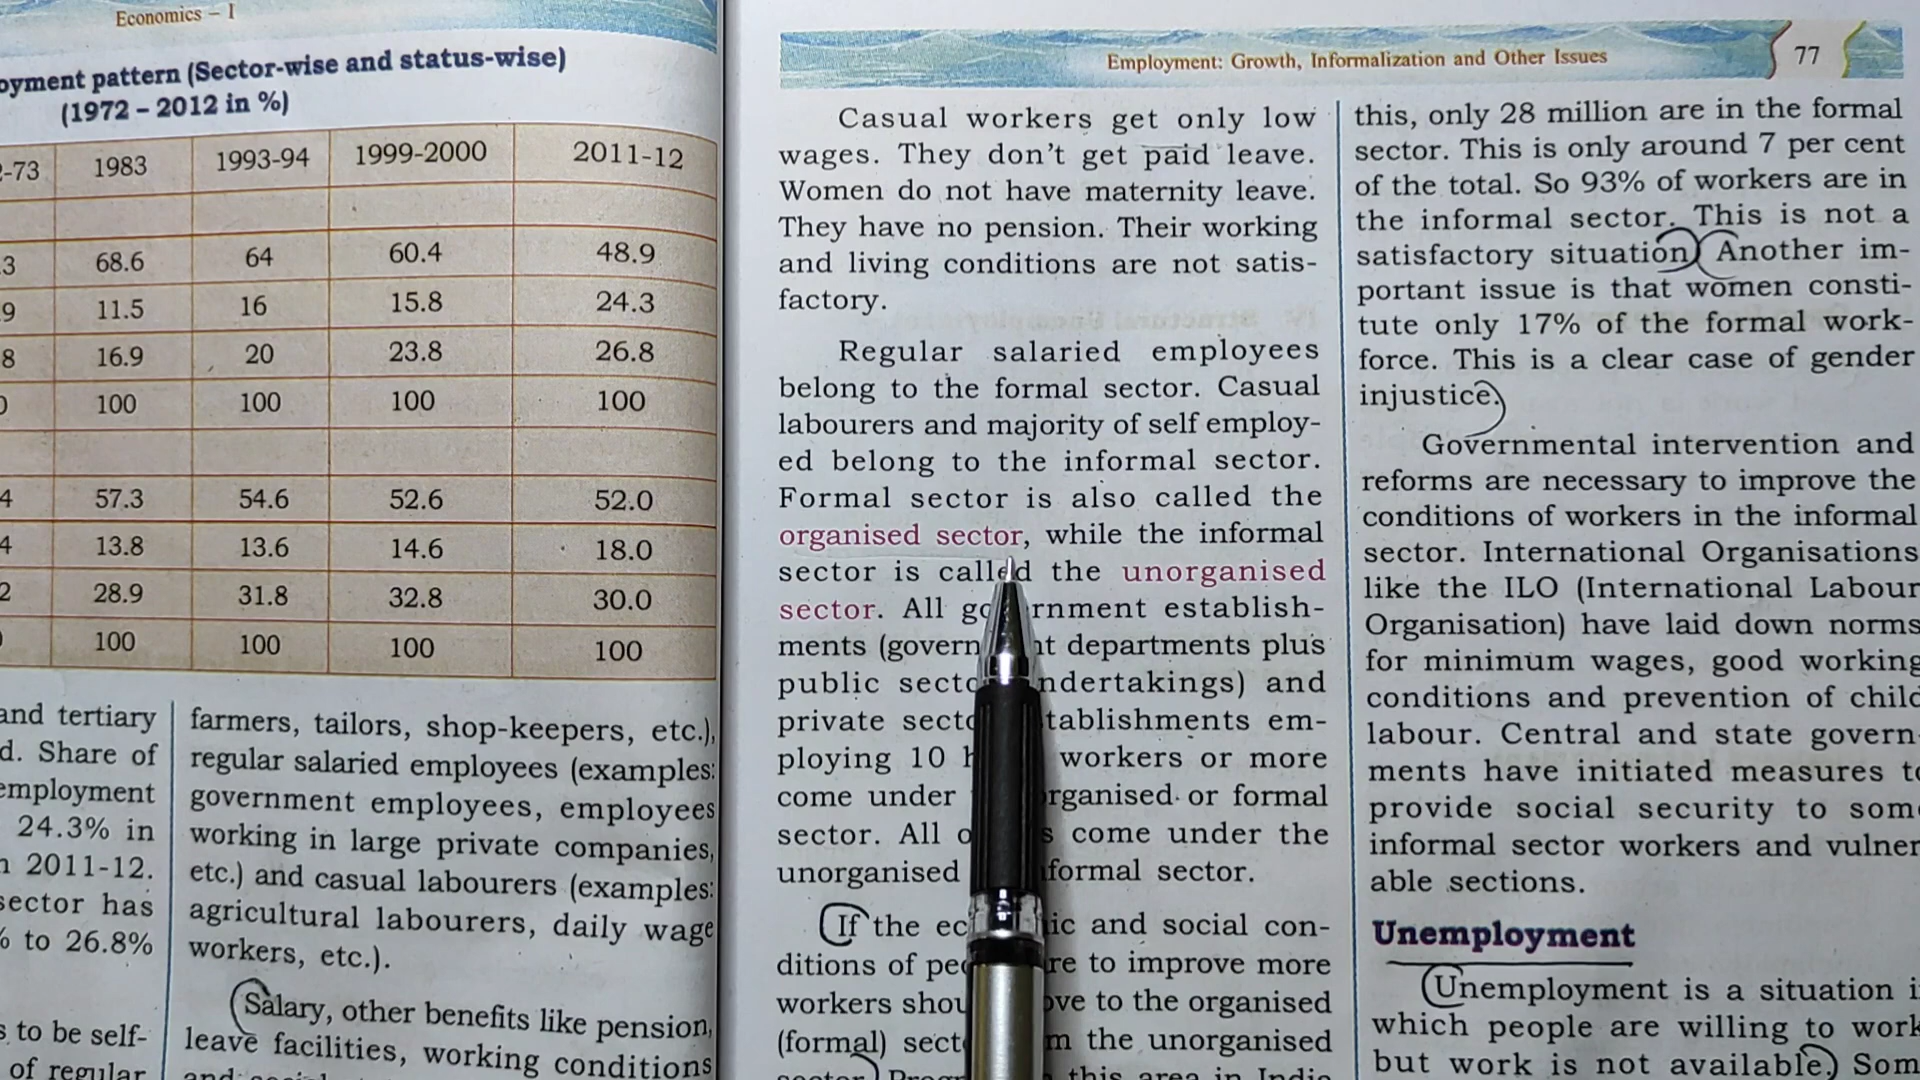 Economics – I
oyment pattern (Sector-wise and status-wise)
(1972 – 2012 in %)
-73 1983 1993-94 1999-2000 2011-12
3 68.6 64 60.4 48.9
9 11.5 16 15.8 24.3
8 16.9 20 23.8 26.8
100 100 100 100
4 57.3 54.6 52.6 52.0
4 13.8 13.6 14.6 18.0
2 28.9 31.8 32.8 30.0
100 100 100 100
and tertiary
d. Share of
employment
24.3% in
2011-12.
sector has
to 26.8%
s to be self-
of regular
farmers, tailors, shop-keepers, etc.),
regular salaried employees (examples:
government employees, employees
working in large private companies,
etc.) and casual labourers (examples:
agricultural labourers, daily wage
workers, etc.).
Salary, other benefits like pension,
leave facilities, working conditions
Employment: Growth, Informalization and Other Issues 77
Casual workers get only low
wages. They don't get paid leave.
Women do not have maternity leave.
They have no pension. Their working
and living conditions are not satis-
factory.
Regular salaried employees
belong to the formal sector. Casual
labourers and majority of self employ-
ed belong to the informal sector.
Formal sector is also called the
organised sector, while the informal
sector is called the unorganised
sector. All go rnment establish-
ments (govern t departments plus
public sect ndertakings) and
private sect tablishments em-
ploying 10 h workers or more
come under rganised or formal
sector. All o s come under the
unorganised formal sector.
If the ec ic and social con-
ditions of pe re to improve more
workers shou ve to the organised
(formal) sect m the unorganised
this area in
this, only 28 million are in the formal
sector. This is only around 7 per cent
of the total. So 93% of workers are in
the informal sector. This is not a
satisfactory situation. Another im-
portant issue is that women consti-
tute only 17% of the formal work-
force. This is a clear case of gender
injustice.
Governmental intervention and
reforms are necessary to improve the
conditions of workers in the informal
sector. International Organisations
like the ILO (International Labour
Organisation) have laid down norms
for minimum wages, good working
conditions and prevention of child
labour. Central and state govern-
ments have initiated measures to
provide social security to some
informal sector workers and vulner
able sections.
Unemployment
Unemployment is a situation i
which people are willing to work
but work is not available. Som